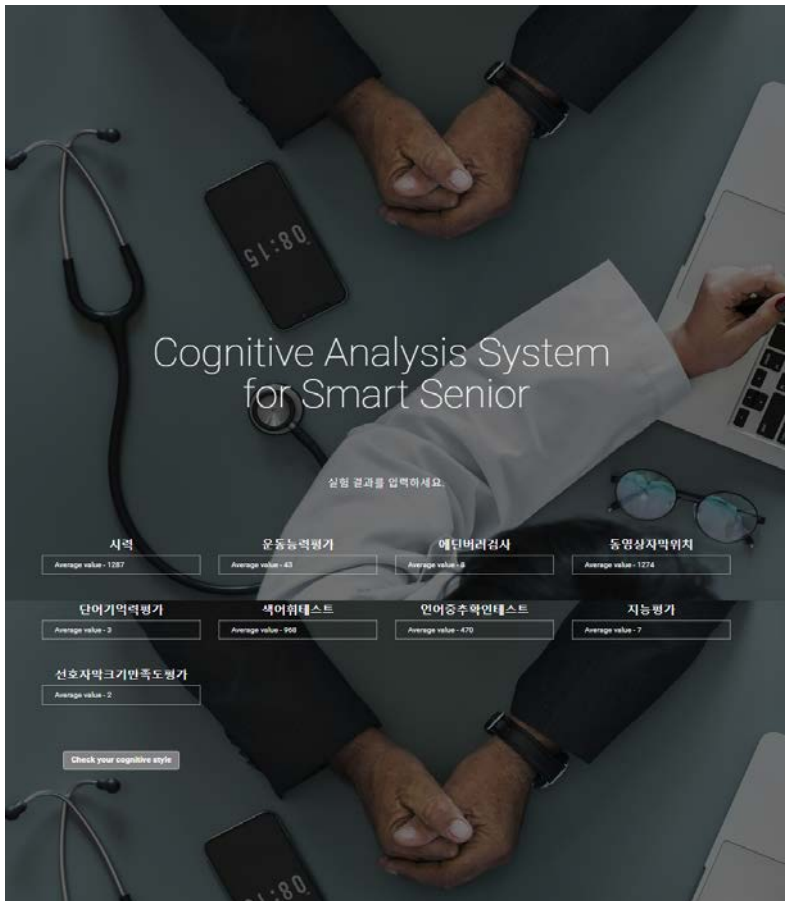 08:15
Cognitive Analysis System
for Smart Senior
실험 결과를 입력하세요.
시력
운동능력평가
에딘버러검사
동영상자막위치
Average value - 1287
Average value - 43
Average value - 8
Average value - 1274
단어기억력평가
색어휘테스트
언어중추확인테스트
지능평가
Average value - 3
Average value - 968
Average value - 470
Average value - 7
선호자막크기만족도평가
Average value - 2
Check your cognitive style
08:15